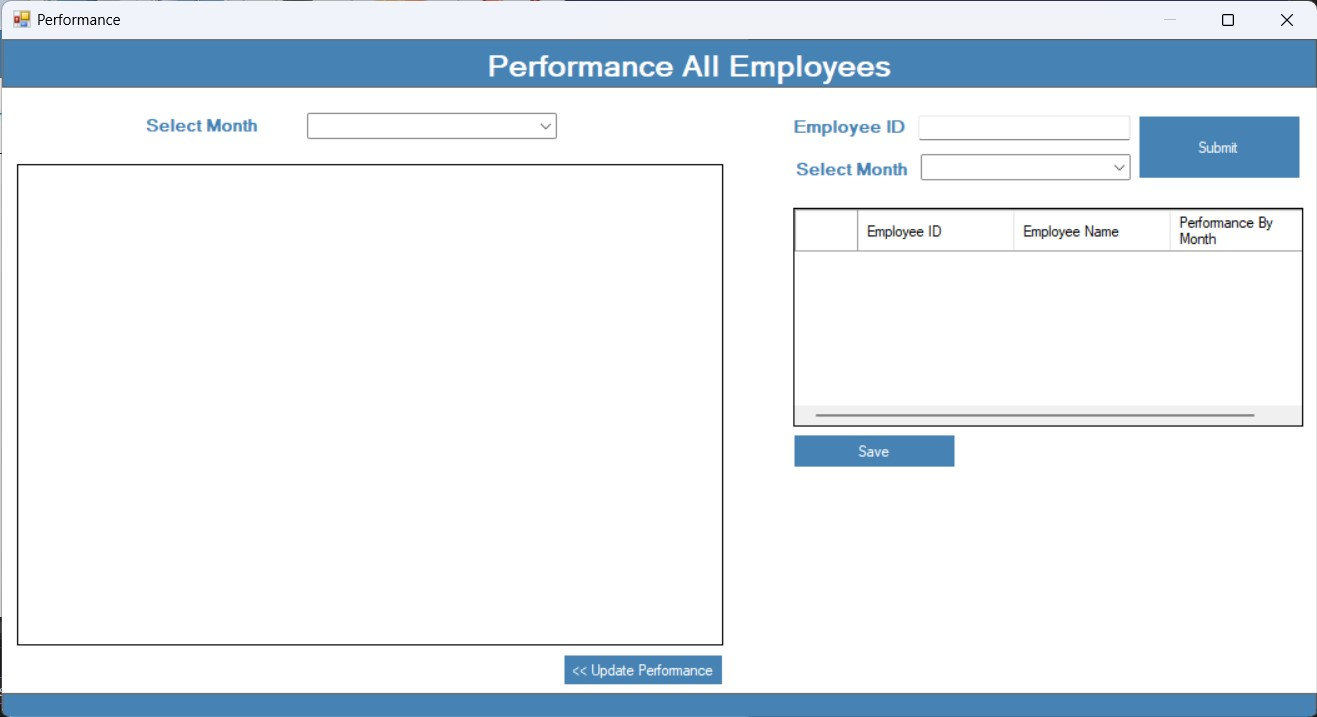 Performance
Performance All Employees
Select Month
Employee ID
Submit
Select Month
Employee ID
Employee Name
Performance By
Month
Save
<< Update Performance